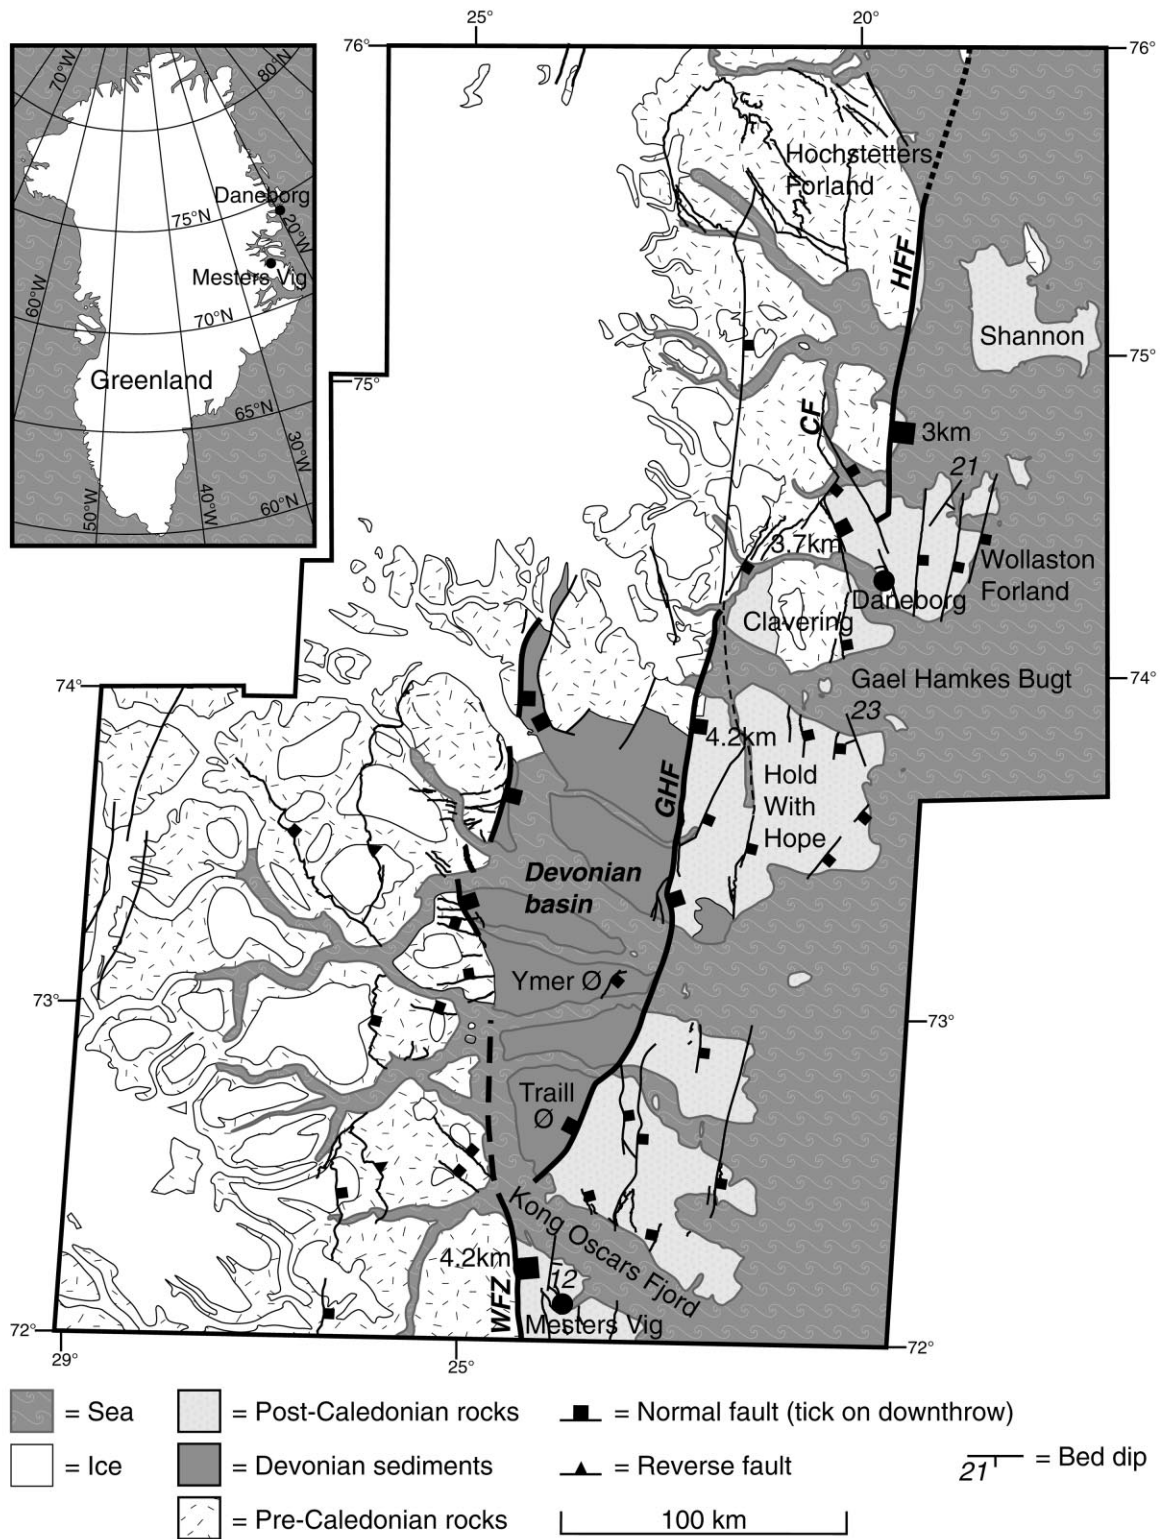 25°
20°
76°
76°
70°W
80°W
Daneborg
75°N
20°W
Mesters Vig
60°W
70°N
Greenland
65°N
30°W
50°W
40°W
60°N
Hochstetters
Forland
HFF
Shannon
75°
75°
CF
3km
21
3.7km
Wollaston
Forland
Daneborg
Clavering
74°
Gael Hamkes Bugt
74°
23
4.2km
GHF
Hold
With
Hope
Devonian
basin
Ymer Ø
73°
73°
Traill
Ø
Kong Oscars Fjord
4.2km
12
WFZ
Mesters Vig
72°
72°
29°
25°
= Sea
= Post-Caledonian rocks
= Normal fault (tick on downthrow)
= Ice
= Devonian sediments
= Reverse fault
21
= Bed dip
= Pre-Caledonian rocks
100 km